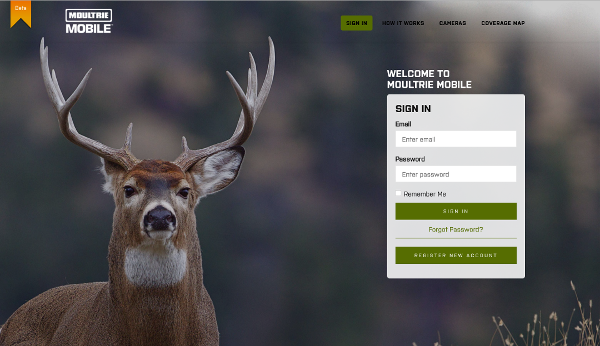 Beta
MOULTRIE
MOBILE
SIGN IN HOW IT WORKS CAMERAS COVERAGE MAP
WELCOME TO
MOULTRIE MOBILE
SIGN IN
Email
Enter email
Password
Enter password
Remember Me
SIGN IN
Forgot Password?
REGISTER NEW ACCOUNT